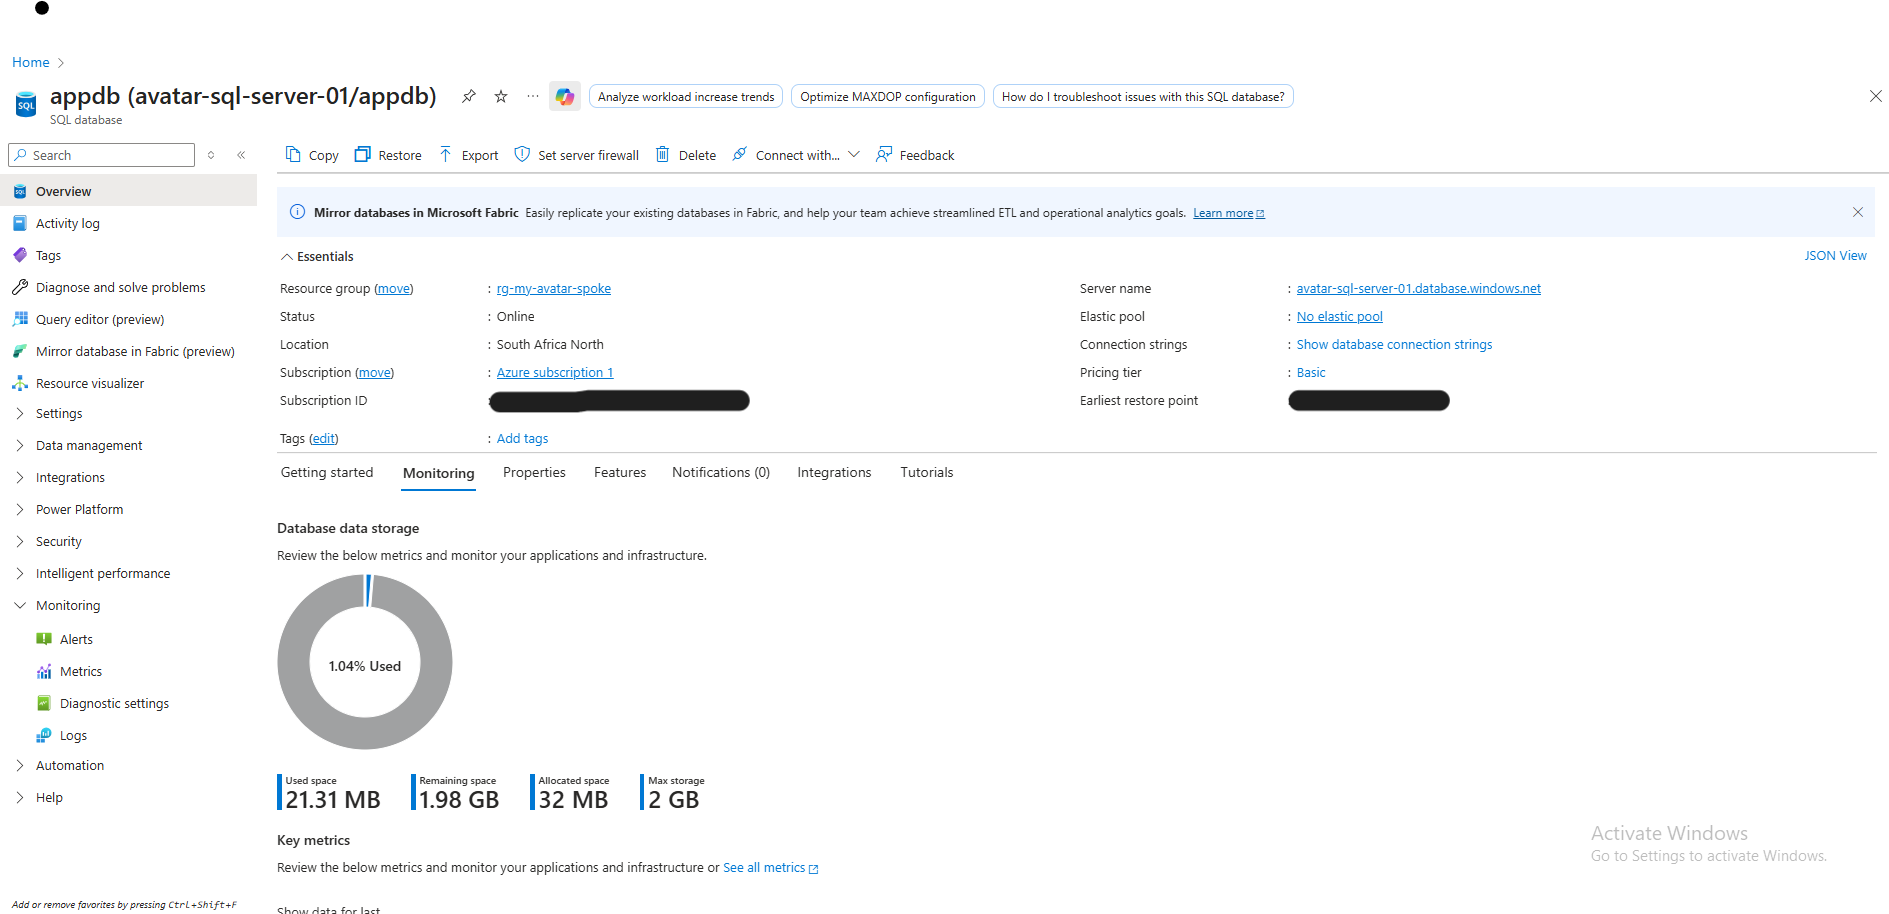 Home
appdb (avatar-sql-server-01/appdb)
SQL database
Analyze workload increase trends
Optimize MAXDOP configuration
How do I troubleshoot issues with this SQL database?
Search
Copy
Restore
Export
Set server firewall
Delete
Connect with...
Feedback
Overview
Activity log
Tags
Diagnose and solve problems
Query editor (preview)
Mirror database in Fabric (preview)
Resource visualizer
Settings
Data management
Integrations
Power Platform
Security
Intelligent performance
Monitoring
Alerts
Metrics
Diagnostic settings
Logs
Automation
Help
Add or remove favorites by pressing Ctrl+Shift+F
Mirror databases in Microsoft Fabric Easily replicate your existing databases in Fabric, and help your team achieve streamlined ETL and operational analytics goals. Learn more
Essentials
JSON View
Resource group (move) : rg-my-avatar-spoke
Status : Online
Location : South Africa North
Subscription (move) : Azure subscription 1
Subscription ID
Tags (edit) : Add tags
Server name : avatar-sql-server-01.database.windows.net
Elastic pool : No elastic pool
Connection strings : Show database connection strings
Pricing tier : Basic
Earliest restore point
Getting started
Monitoring
Properties
Features
Notifications (0)
Integrations
Tutorials
Database data storage
Review the below metrics and monitor your applications and infrastructure.
1.04% Used
Used space
21.31 MB
Remaining space
1.98 GB
Allocated space
32 MB
Max storage
2 GB
Key metrics
Review the below metrics and monitor your applications and infrastructure or See all metrics
Show data for last
Activate Windows
Go to Settings to activate Windows.